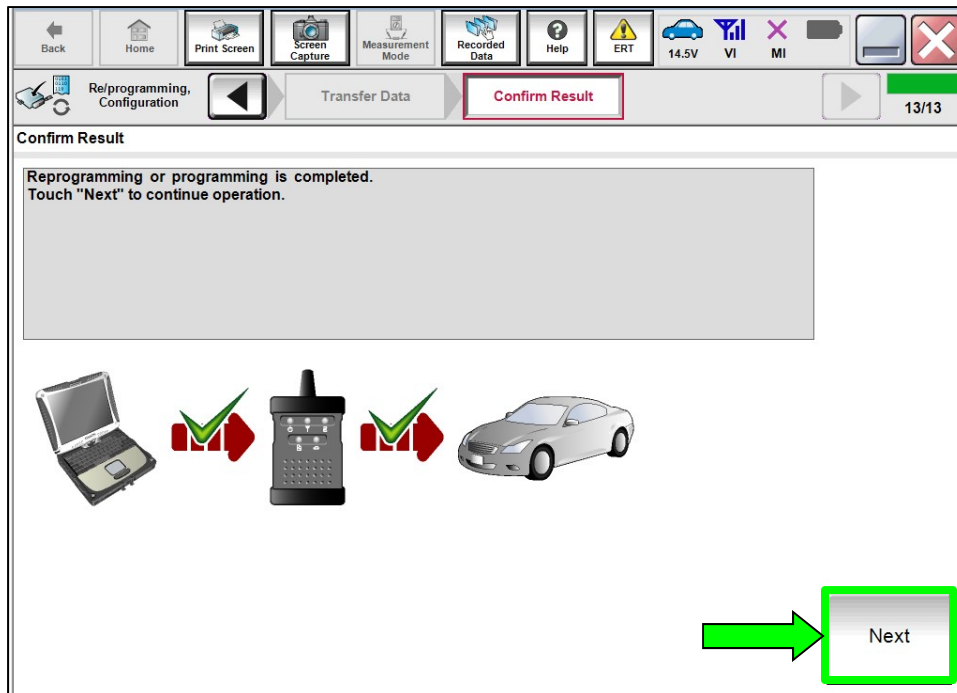 Back
Home
Print Screen
Screen
Capture
Measurement
Mode
Recorded
Data
Help
ERT
14.5V
VI
MI
Re/programming,
Configuration
Transfer Data
Confirm Result
13/13
Confirm Result
Reprogramming or programming is completed.
Touch "Next" to continue operation.
Next